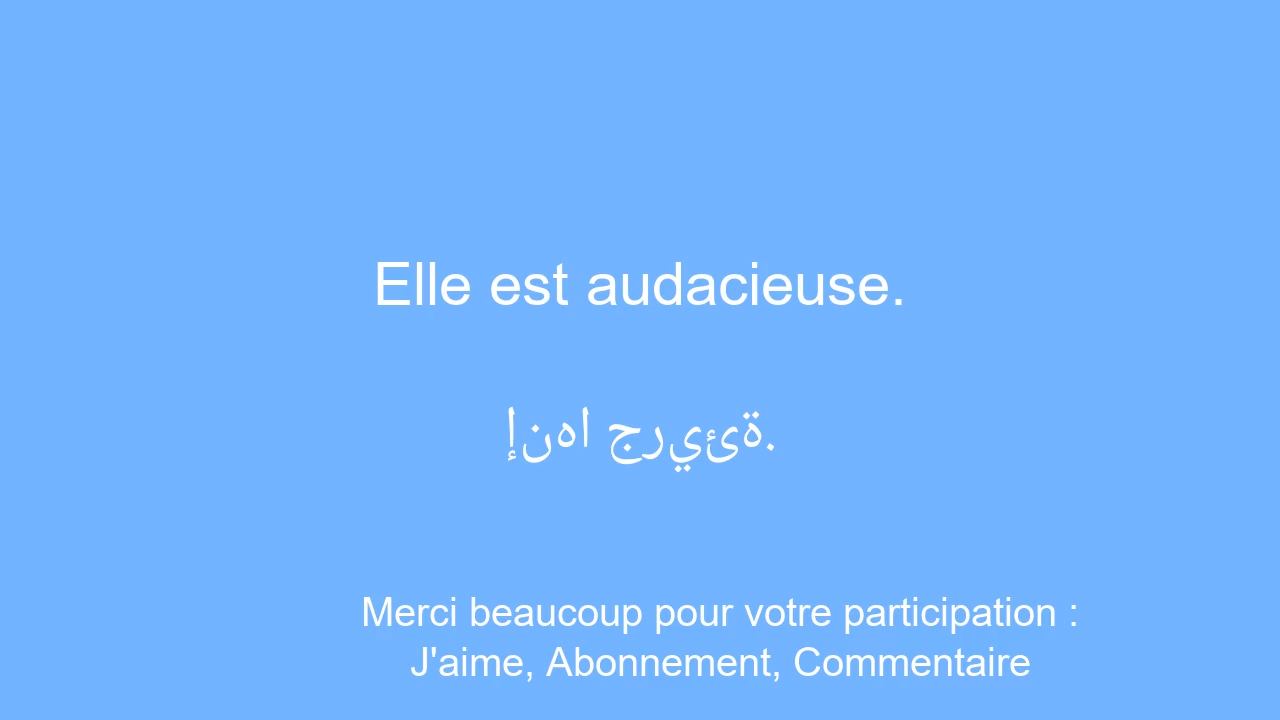 Elle est audacieuse.
إنها جريئة.
Merci beaucoup pour votre participation :
J'aime, Abonnement, Commentaire